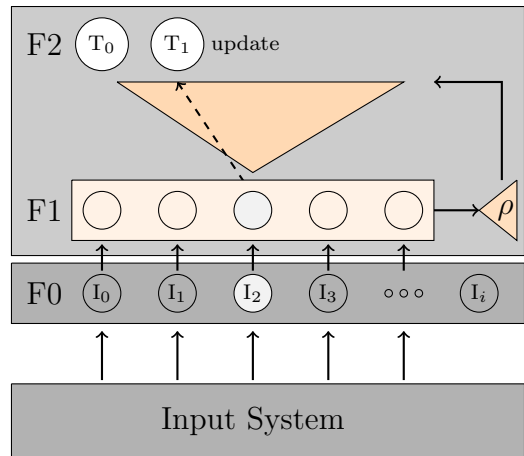 F2 T₀ T₁ update
F1 ρ
F0 I₀ I₁ I₂ I₃ ∘∘∘ Iᵢ
Input System